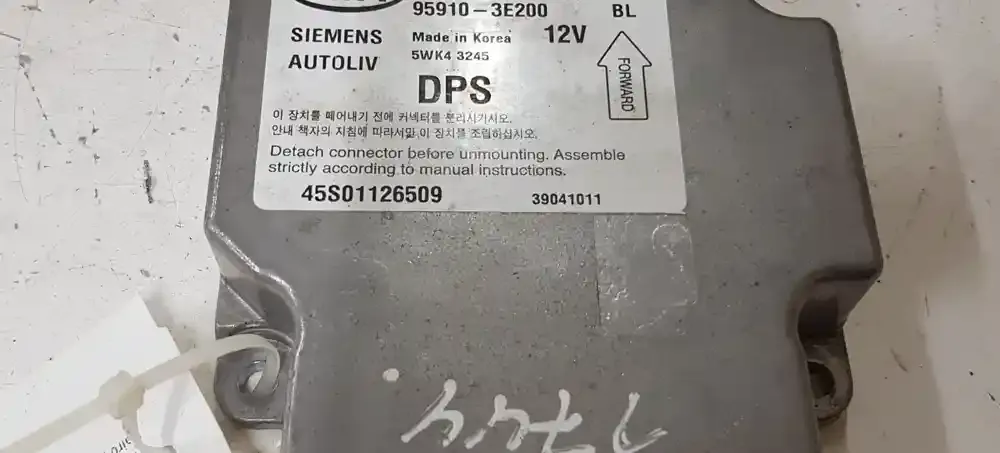 95910-3E200
BL
SIEMENS
AUTOLIV
Made in Korea
12V
5WK4 3245
FORWARD
DPS
이 장치를 떼어내기 전에 커넥터를 분리시키시오.
안내 책자의 지침에 따라서만 이 장치를 조립하십시오.
Detach connector before unmounting. Assemble
strictly according to manual instructions.
45S01126509
39041011